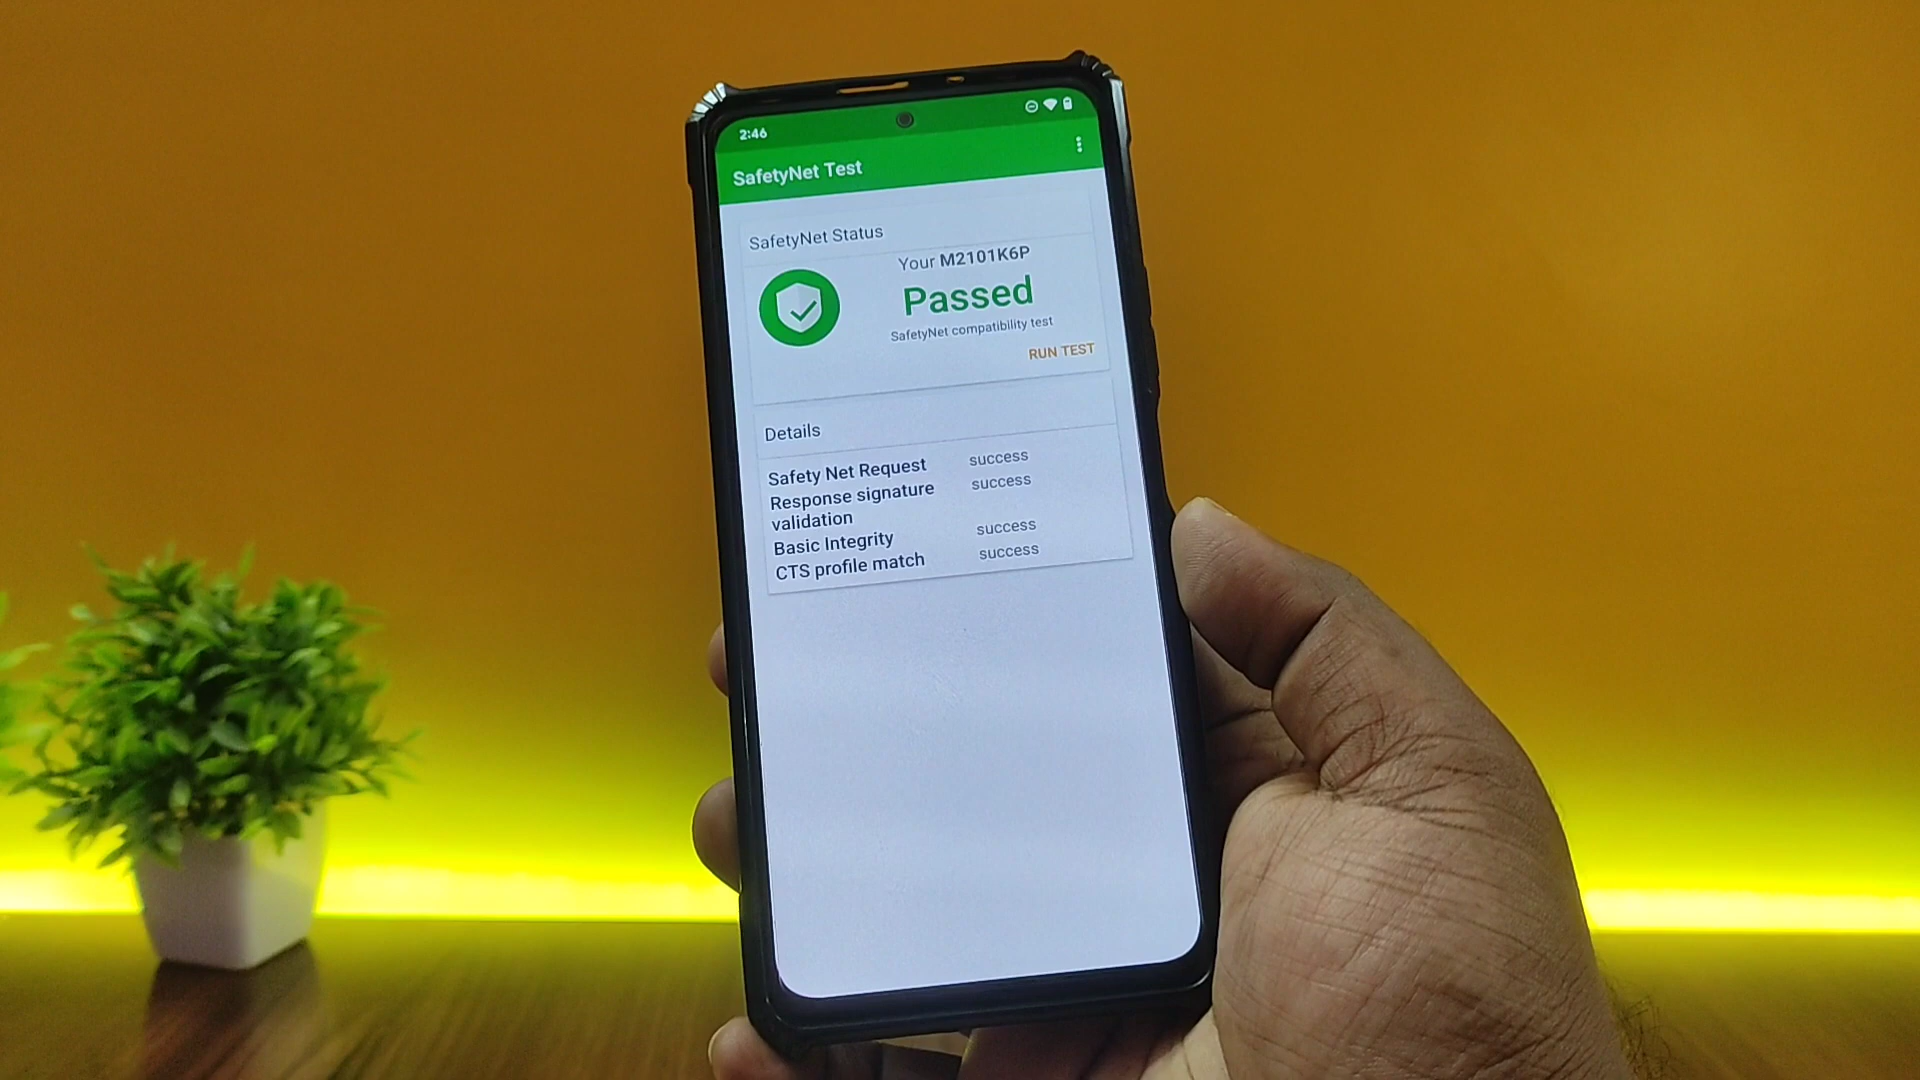 2:46
SafetyNet Test
SafetyNet Status
Your M2101K6P
Passed
SafetyNet compatibility test
RUN TEST
Details
Safety Net Request success
Response signature success
validation
Basic Integrity success
CTS profile match success